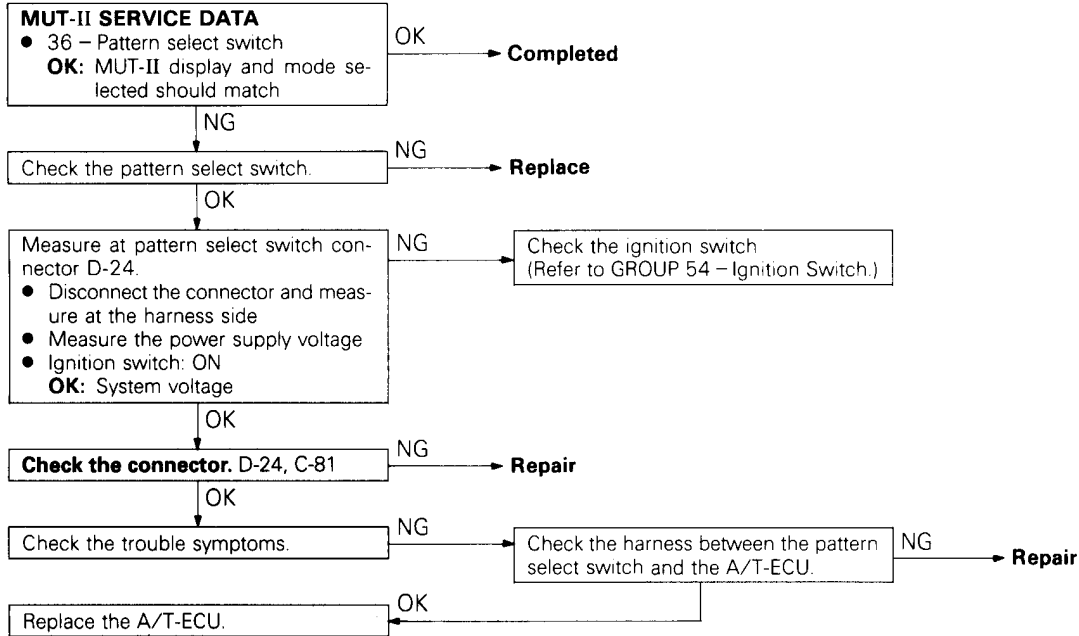 MUT-II SERVICE DATA
● 36 – Pattern select switch
OK: MUT-II display and mode se-
lected should match
OK
Completed
NG
Check the pattern select switch.
NG
Replace
OK
Measure at pattern select switch con-
nector D-24.
● Disconnect the connector and meas-
ure at the harness side
● Measure the power supply voltage
● Ignition switch: ON
OK: System voltage
NG
Check the ignition switch
(Refer to GROUP 54 – Ignition Switch.)
OK
Check the connector. D-24, C-81
NG
Repair
OK
Check the trouble symptoms.
NG
Check the harness between the pattern
select switch and the A/T-ECU.
NG
Repair
OK
Replace the A/T-ECU.